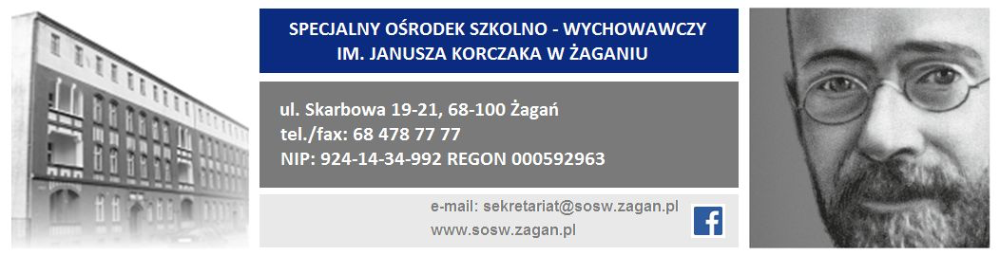 SPECJALNY OŚRODEK SZKOLNO - WYCHOWAWCZY
IM. JANUSZA KORCZAKA W ŻAGANIU
ul. Skarbowa 19-21, 68-100 Żagań
tel./fax: 68 478 77 77
NIP: 924-14-34-992 REGON 000592963
e-mail: sekretariat@sosw.zagan.pl
www.sosw.zagan.pl